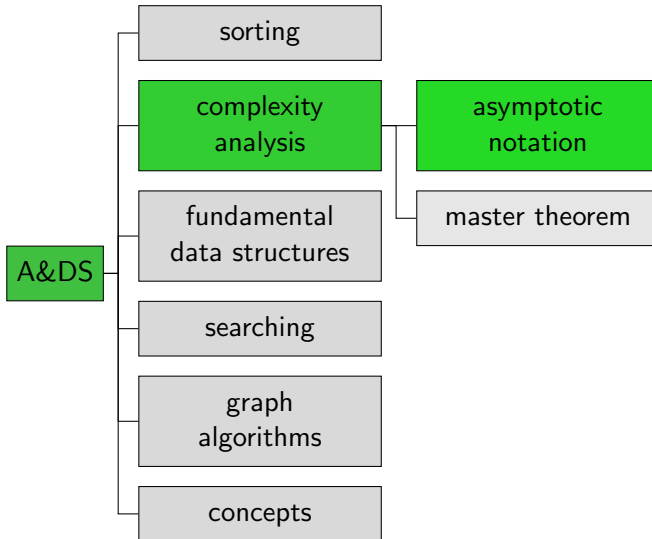 sorting
complexity
analysis
asymptotic
notation
fundamental
data structures
master theorem
A&DS
searching
graph
algorithms
concepts